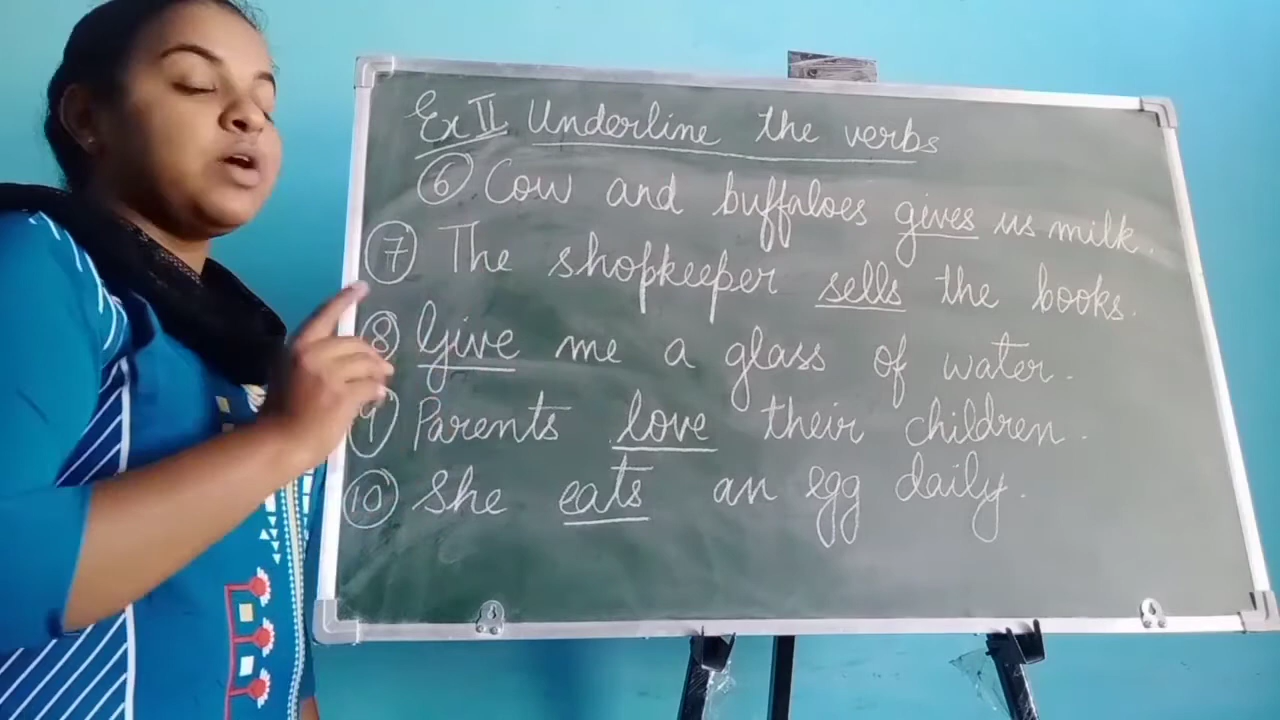 Ex II Underline the verbs
6 Cow and buffaloes gives us milk.
7 The shopkeeper sells the books.
8 Give me a glass of water.
9 Parents love their children.
10 She eats an egg daily.